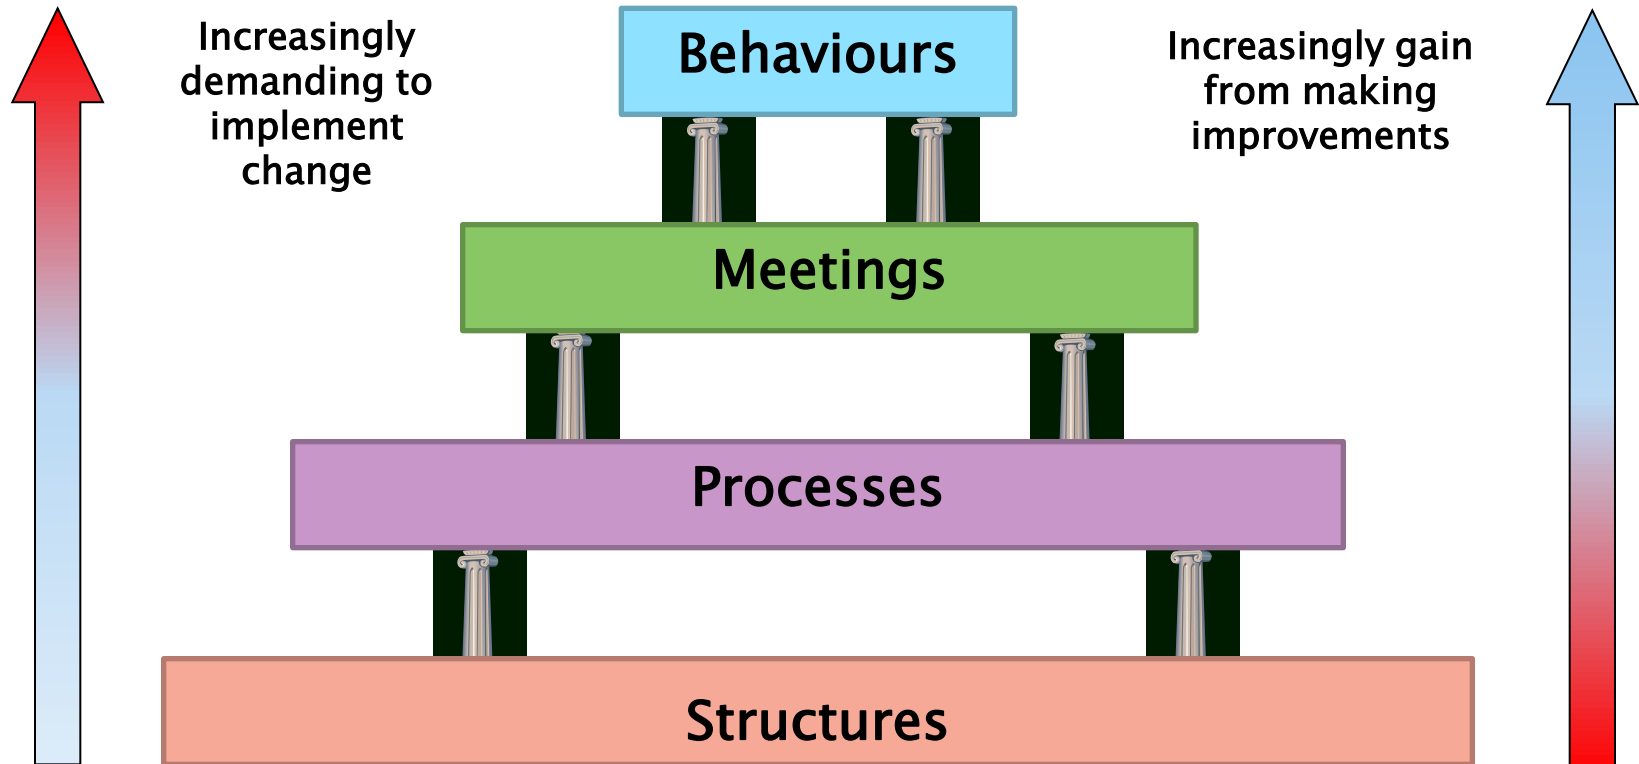 Increasingly
demanding to
implement
change
Behaviours
Increasingly gain
from making
improvements
Meetings
Processes
Structures